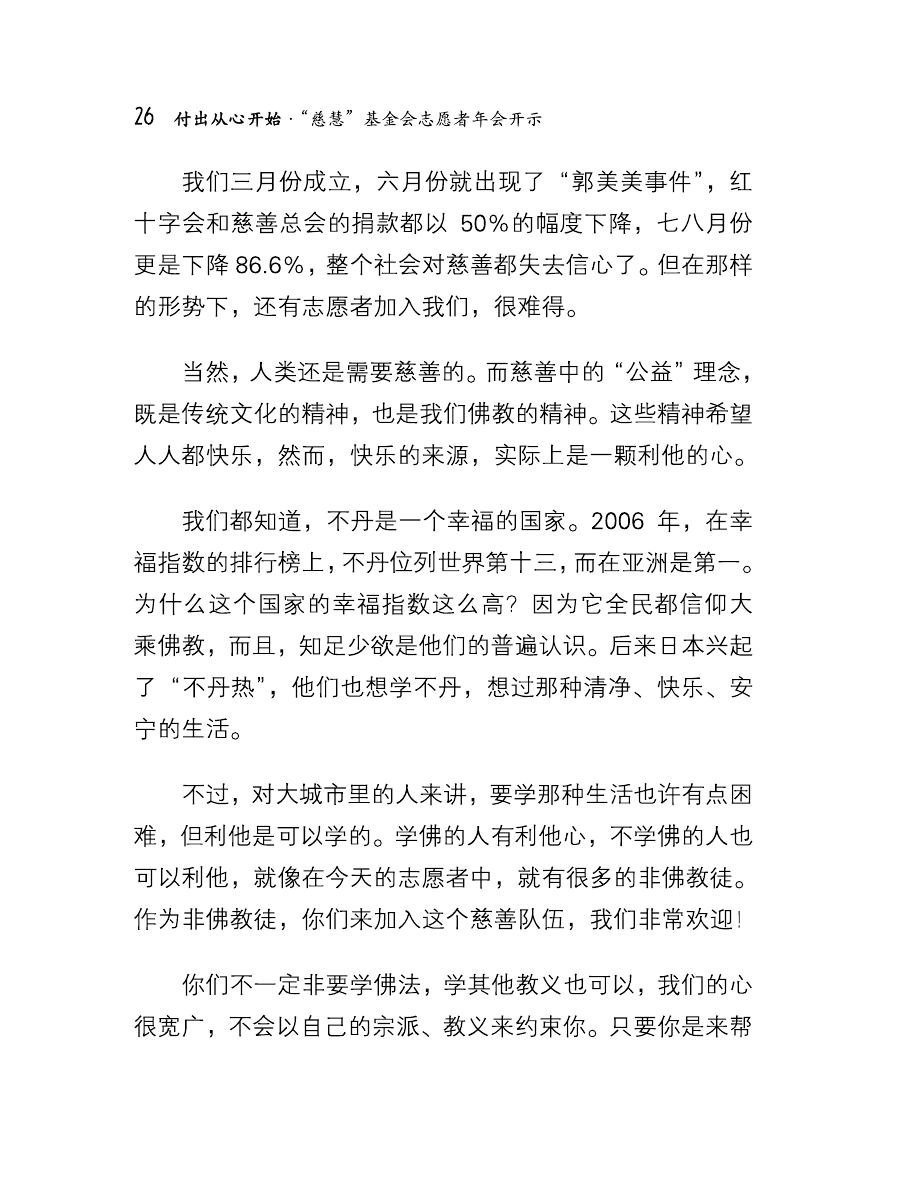 26 付出从心开始·“慈慧”基金会志愿者年会开示
我们三月份成立，六月份就出现了“郭美美事件”，红
十字会和慈善总会的捐款都以 50%的幅度下降，七八月份
更是下降 86.6%，整个社会对慈善都失去信心了。但在那样
的形势下，还有志愿者加入我们，很难得。
当然，人类还是需要慈善的。而慈善中的“公益”理念，
既是传统文化的精神，也是我们佛教的精神。这些精神希望
人人都快乐，然而，快乐的来源，实际上是一颗利他的心。
我们都知道，不丹是一个幸福的国家。2006 年，在幸
福指数的排行榜上，不丹位列世界第十三，而在亚洲是第一。
为什么这个国家的幸福指数这么高？因为它全民都信仰大
乘佛教，而且，知足少欲是他们的普遍认识。后来日本兴起
了“不丹热”，他们也想学不丹，想过那种清净、快乐、安
宁的生活。
不过，对大城市里的人来讲，要学那种生活也许有点困
难，但利他是可以学的。学佛的人有利他心，不学佛的人也
可以利他，就像在今天的志愿者中，就有很多的非佛教徒。
作为非佛教徒，你们来加入这个慈善队伍，我们非常欢迎！
你们不一定非要学佛法，学其他教义也可以，我们的心
很宽广，不会以自己的宗派、教义来约束你。只要你是来帮